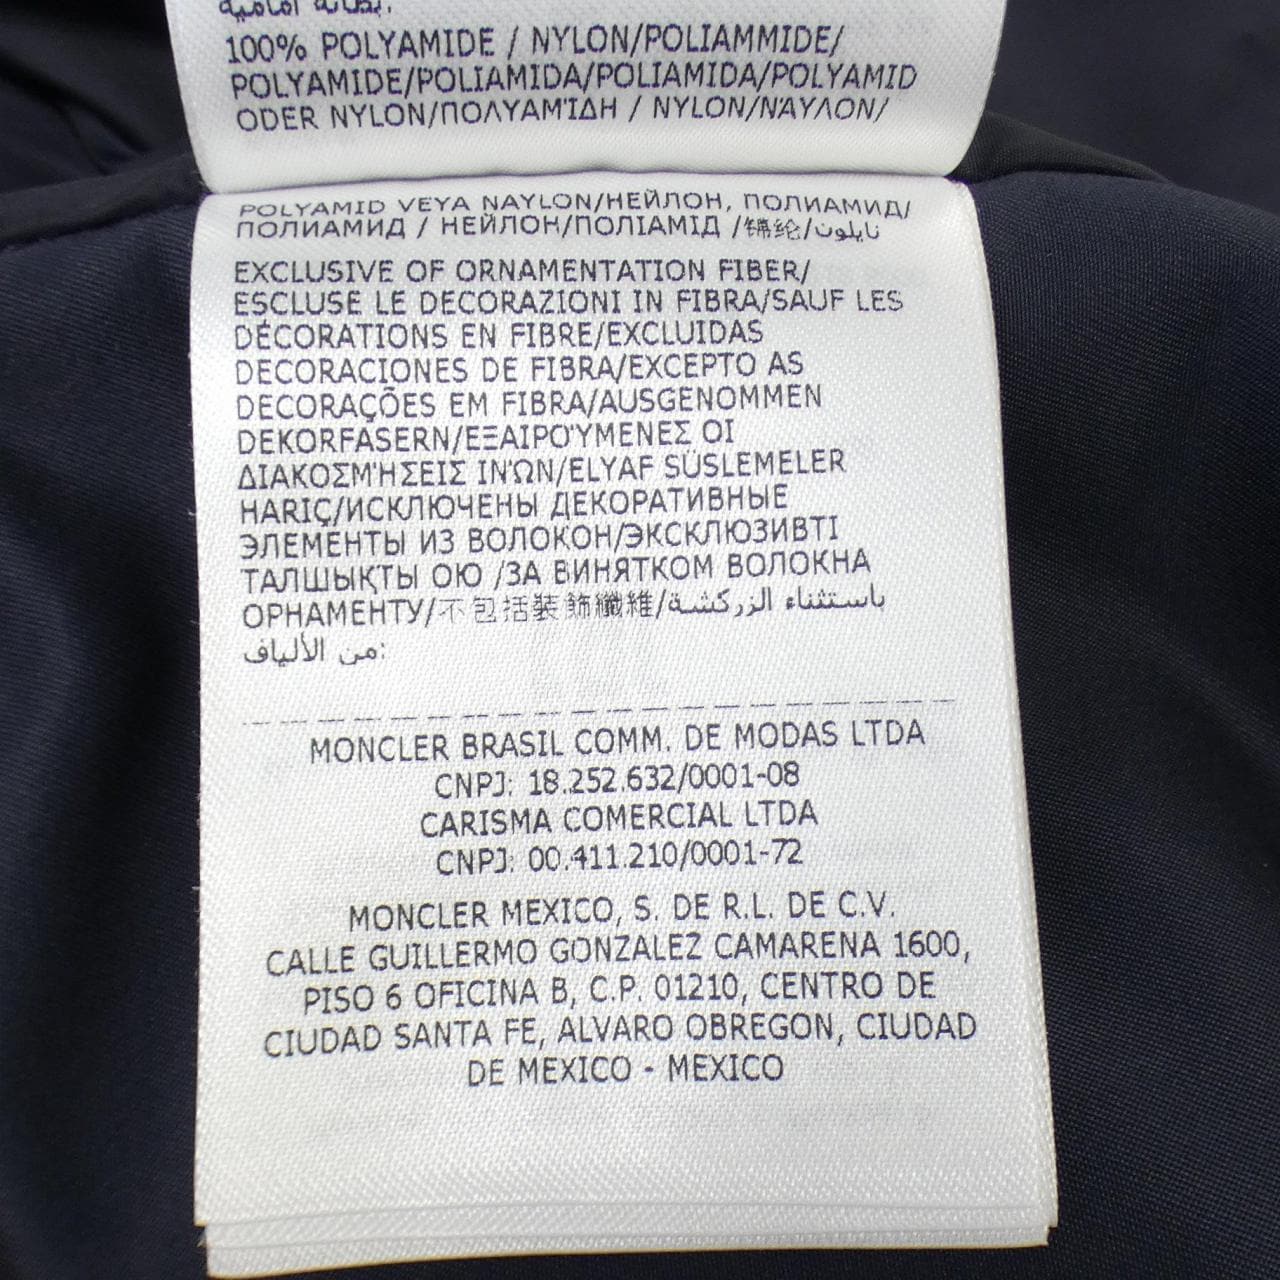 بطانة أمامية:
100% POLYAMIDE / NYLON/POLIAMMIDE/
POLYAMIDE/POLIAMIDA/POLIAMIDA/POLYAMID
ODER NYLON/ΠΟΛΥΑΜΊΔΗ / NYLON/ΝΆΥΛΟΝ/
POLYAMID VEYA NAYLON/НЕЙЛОН, ПОЛИАМИД/
ПОЛИАМИД / НЕЙЛОН/ПОЛІАМІД /锦纶/نايلون
EXCLUSIVE OF ORNAMENTATION FIBER/
ESCLUSE LE DECORAZIONI IN FIBRA/SAUF LES
DÉCORATIONS EN FIBRE/EXCLUIDAS
DECORACIONES DE FIBRA/EXCEPTO AS
DECORAÇÕES EM FIBRA/AUSGENOMMEN
DEKORFASERN/ΕΞΑΙΡΟΎΜΕΝΕΣ ΟΙ
ΔΙΑΚΟΣΜΉΣΕΙΣ ΙΝΏΝ/ELYAF SÜSLEMELER
HARIÇ/ИСКЛЮЧЕНЫ ДЕКОРАТИВНЫЕ
ЭЛЕМЕНТЫ ИЗ ВОЛОКОН/ЭКСКЛЮЗИВТІ
ТАЛШЫҚТЫ ОЮ /ЗА ВИНЯТКОМ ВОЛОКНА
ОРНАМЕНТУ/不包括装飾纖維/باستثناء الزركشة
من الألياف:
MONCLER BRASIL COMM. DE MODAS LTDA
CNPJ: 18.252.632/0001-08
CARISMA COMERCIAL LTDA
CNPJ: 00.411.210/0001-72
MONCLER MEXICO, S. DE R.L. DE C.V.
CALLE GUILLERMO GONZALEZ CAMARENA 1600,
PISO 6 OFICINA B, C.P. 01210, CENTRO DE
CIUDAD SANTA FE, ALVARO OBREGON, CIUDAD
DE MEXICO - MEXICO